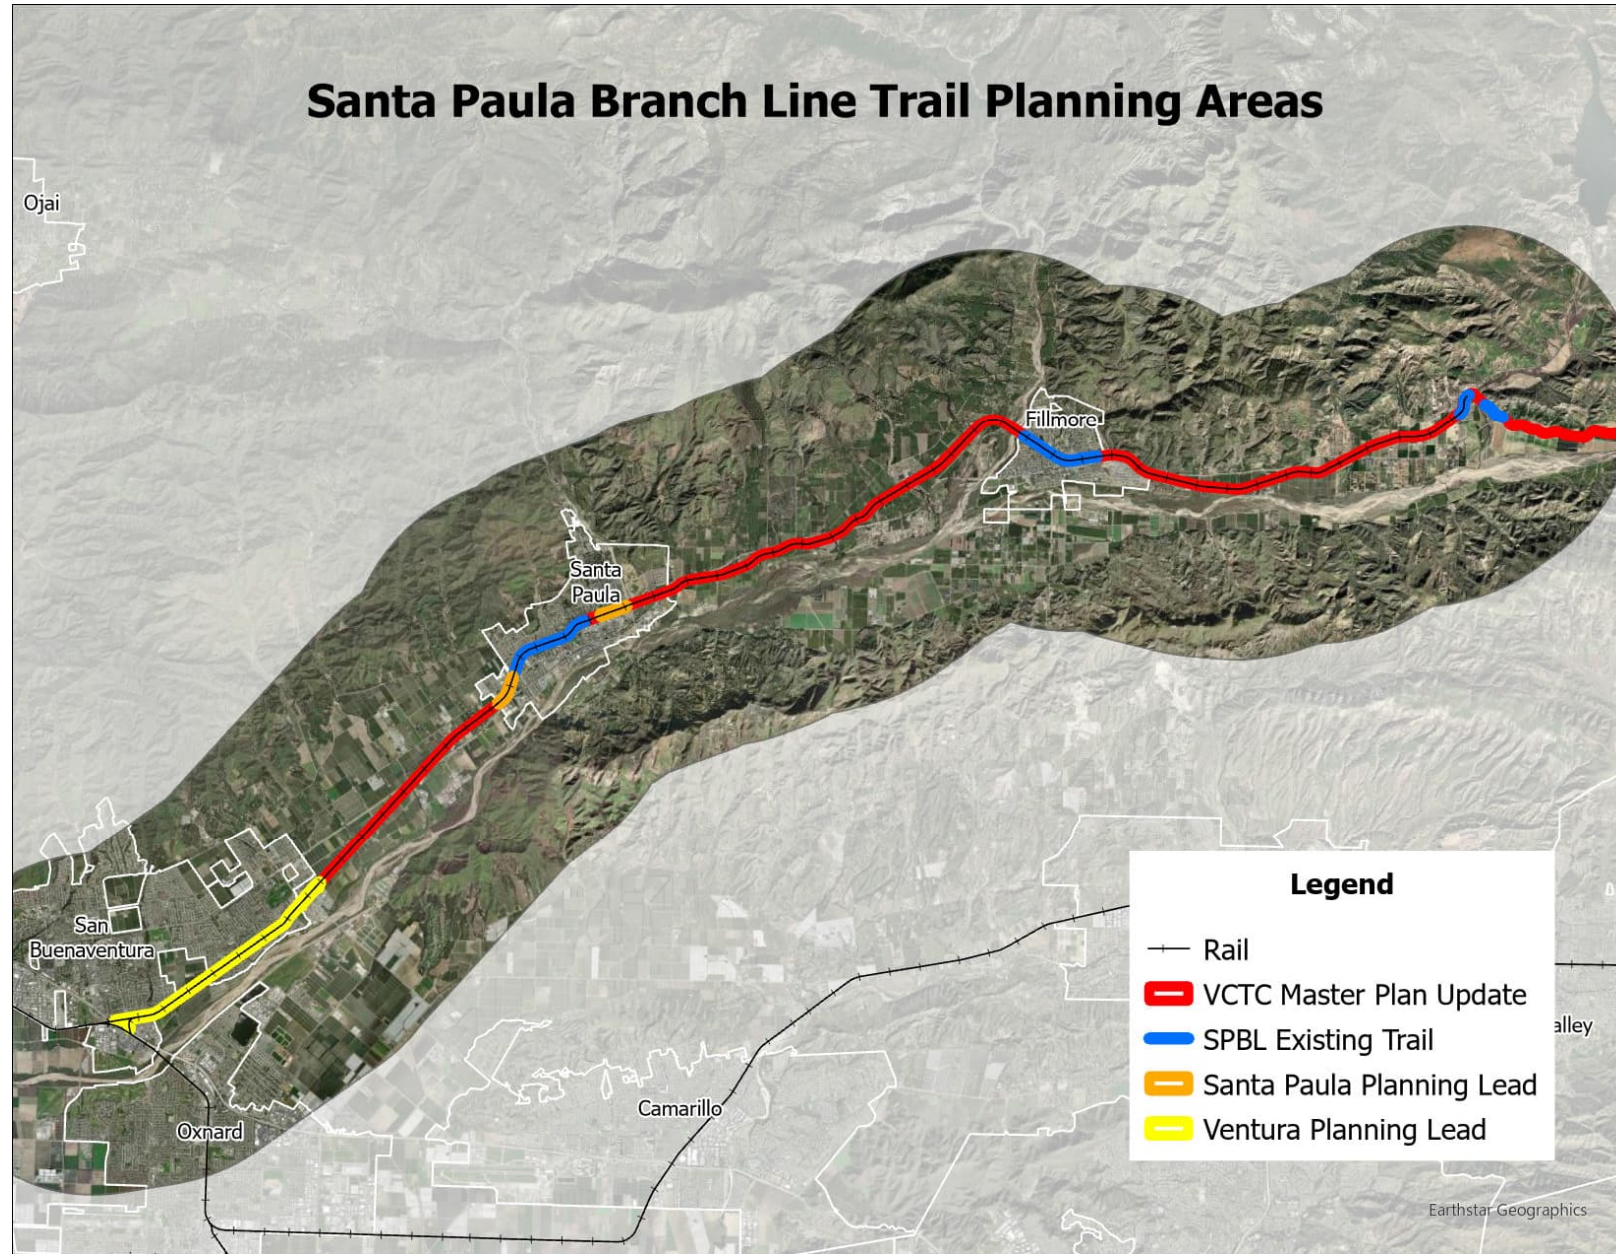 Santa Paula Branch Line Trail Planning Areas
Ojai
Fillmore
Santa
Paula
San
Buenaventura
Oxnard
Camarillo
alley
Legend
Rail
VCTC Master Plan Update
SPBL Existing Trail
Santa Paula Planning Lead
Ventura Planning Lead
Earthstar Geographics